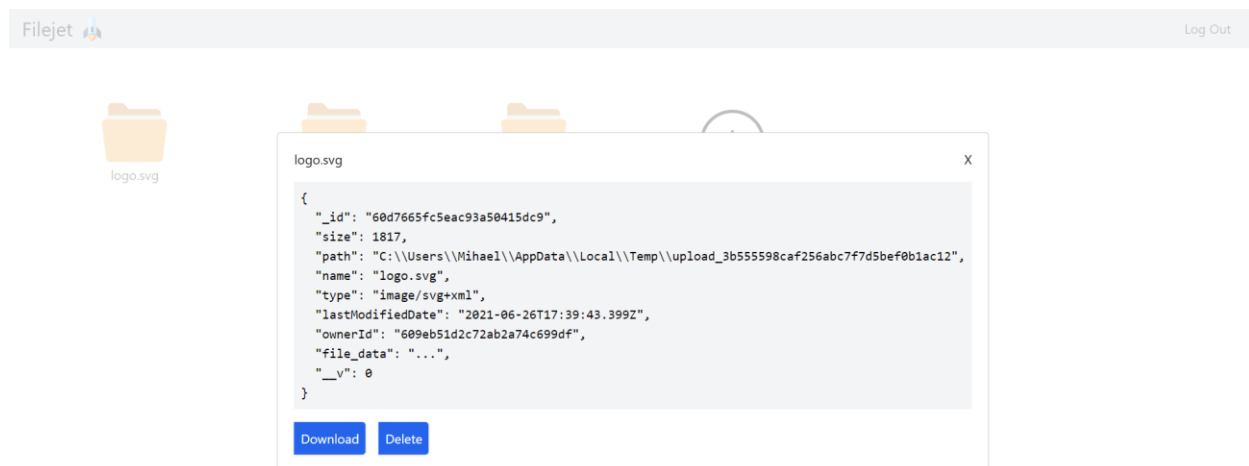 Filejet
Log Out
logo.svg
logo.svg
X
{
  "_id": "60d7665fc5eac93a50415dc9",
  "size": 1817,
  "path": "C:\\Users\\Mihael\\AppData\\Local\\Temp\\upload_3b555598caf256abc7f7d5bef0b1ac12",
  "name": "logo.svg",
  "type": "image/svg+xml",
  "lastModifiedDate": "2021-06-26T17:39:43.399Z",
  "ownerId": "609eb51d2c72ab2a74c699df",
  "file_data": "...",
  "__v": 0
}
Download
Delete